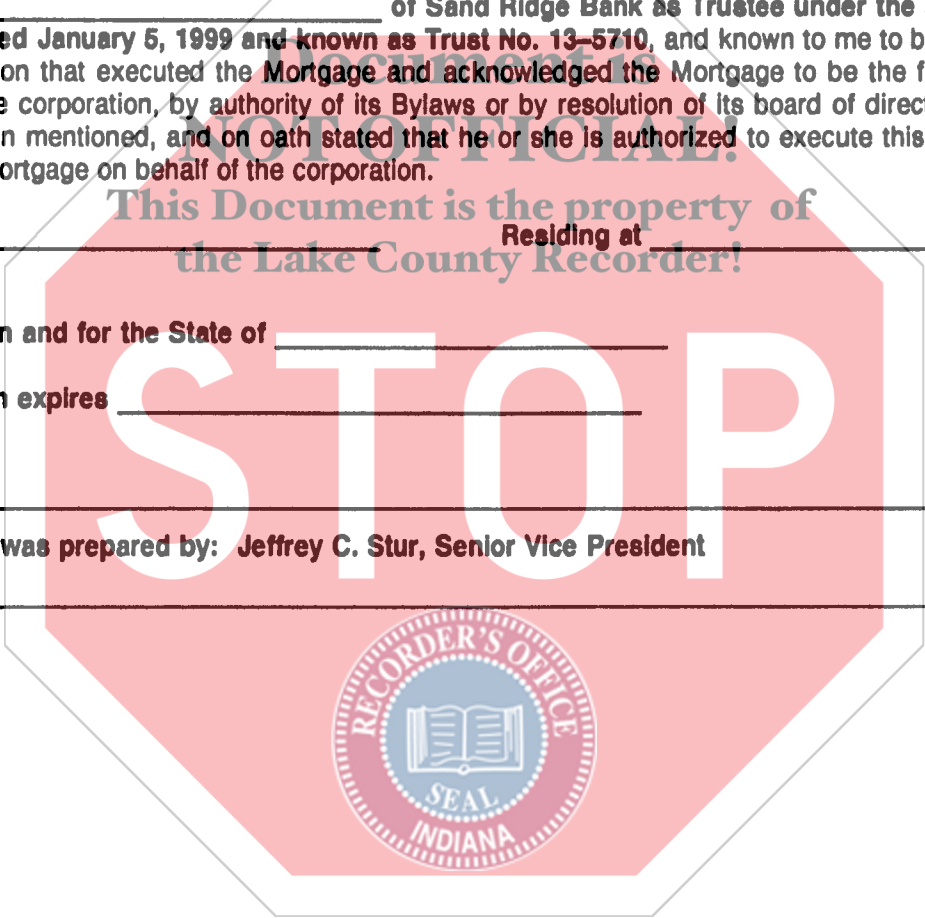 of Sand Ridge Bank as Trustee under the
ed January 5, 1999 and known as Trust No. 13–5710, and known to me to b
on that executed the Mortgage and acknowledged the Mortgage to be the f
e corporation, by authority of its Bylaws or by resolution of its board of direct
n mentioned, and on oath stated that he or she is authorized to execute this
ortgage on behalf of the corporation.
Document is
NOT OFFICIAL!
This Document is the property of
the Lake County Recorder!
Residing at
n and for the State of
n expires
STOP
was prepared by: Jeffrey C. Stur, Senior Vice President
RECORDER'S OFFICE
SEAL
INDIANA